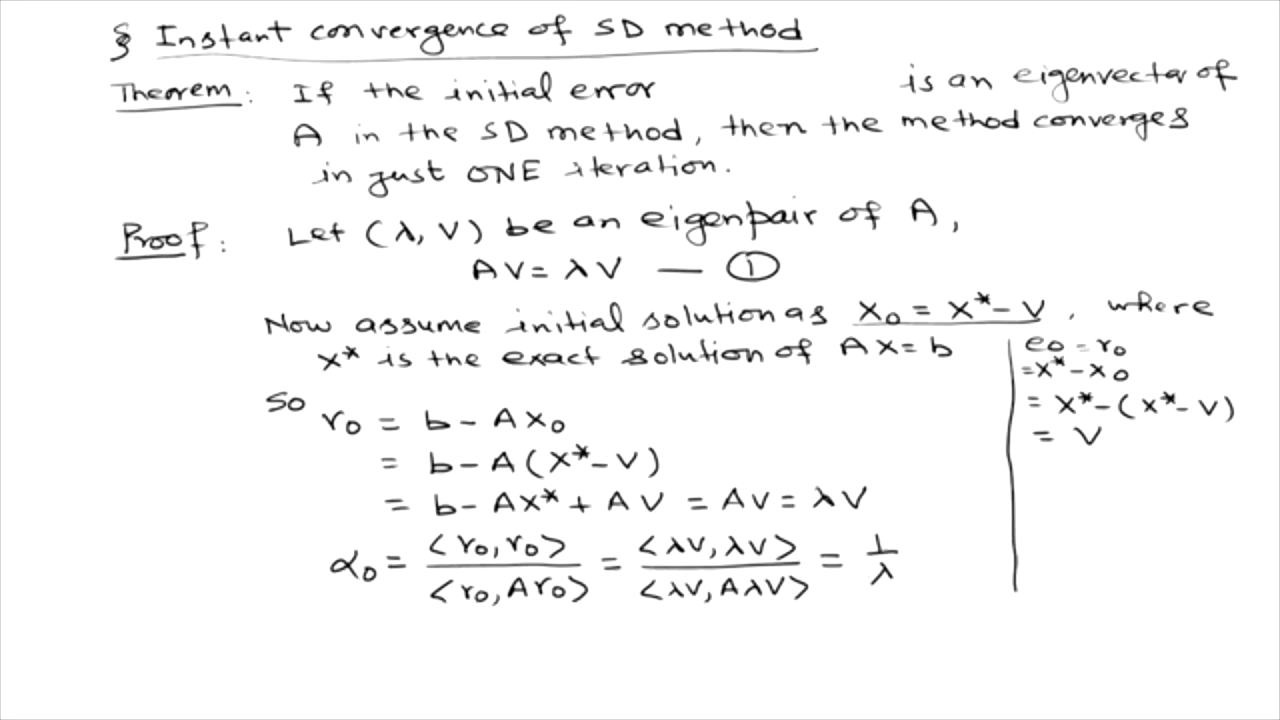 § Instant convergence of SD method
Theorem: If the initial error is an eigenvector of
A in the SD method, then the method converges
in just ONE iteration.
Proof: Let (λ, V) be an eigenpair of A,
AV = λV — ①
Now assume initial solution as X₀ = X* - V, where
X* is the exact solution of AX = b
So
r₀ = b - AX₀
= b - A(X* - V)
= b - AX* + AV = AV = λV
α₀ = <r₀, r₀> / <r₀, Ar₀> = <λV, λV> / <λV, AλV> = 1/λ
e₀ = r₀
= X* - X₀
= X* - (X* - V)
= V